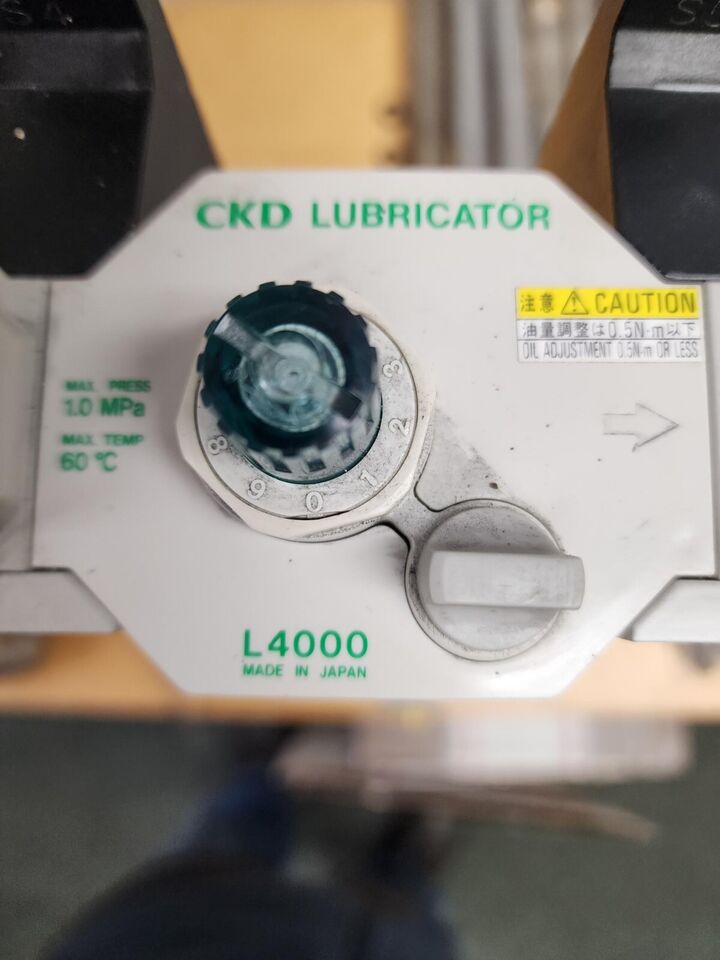 CKD LUBRICATOR
注意 ⚠ CAUTION
油量調整は0.5N·m以下
OIL ADJUSTMENT 0.5N·m OR LESS
MAX. PRESS
1.0 MPa
MAX. TEMP
60 ℃
3
2
1
0
9
8
L4000
MADE IN JAPAN